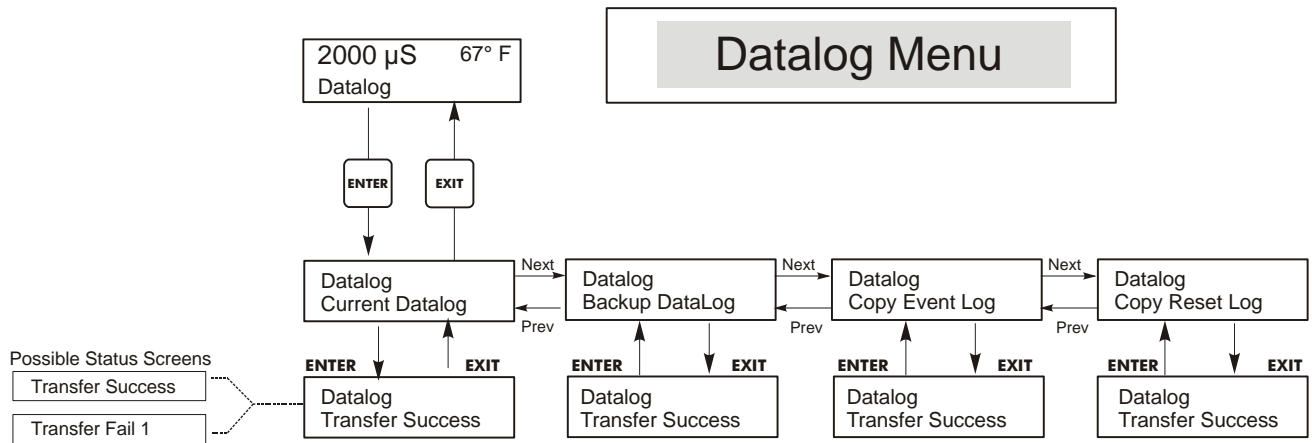 Datalog Menu
2000 µS 67° F
Datalog
ENTER
EXIT
Datalog
Current Datalog
Next
Prev
Datalog
Backup DataLog
Next
Prev
Datalog
Copy Event Log
Next
Prev
Datalog
Copy Reset Log
Possible Status Screens
Transfer Success
Transfer Fail 1
ENTER EXIT
Datalog
Transfer Success
ENTER EXIT
Datalog
Transfer Success
ENTER EXIT
Datalog
Transfer Success
ENTER EXIT
Datalog
Transfer Success